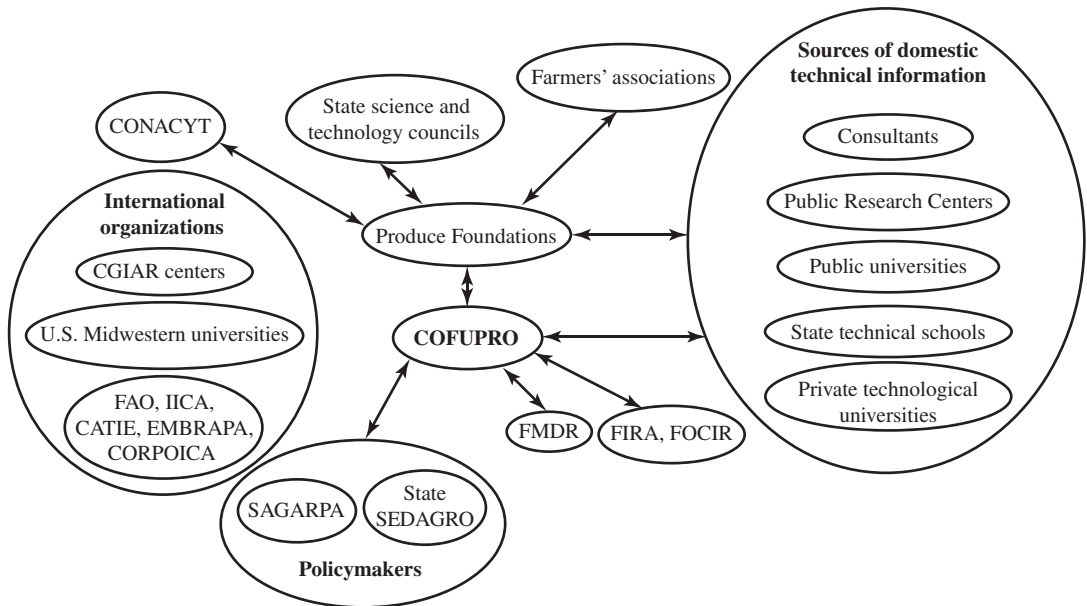 Sources of domestic
technical information
Farmers’ associations
State science and
technology councils
CONACYT
Consultants
International
organizations
Public Research Centers
Produce Foundations
CGIAR centers
Public universities
U.S. Midwestern universities
COFUPRO
State technical schools
FAO, IICA,
CATIE, EMBRAPA,
CORPOICA
Private technological
universities
FMDR
FIRA, FOCIR
SAGARPA
State
SEDAGRO
Policymakers